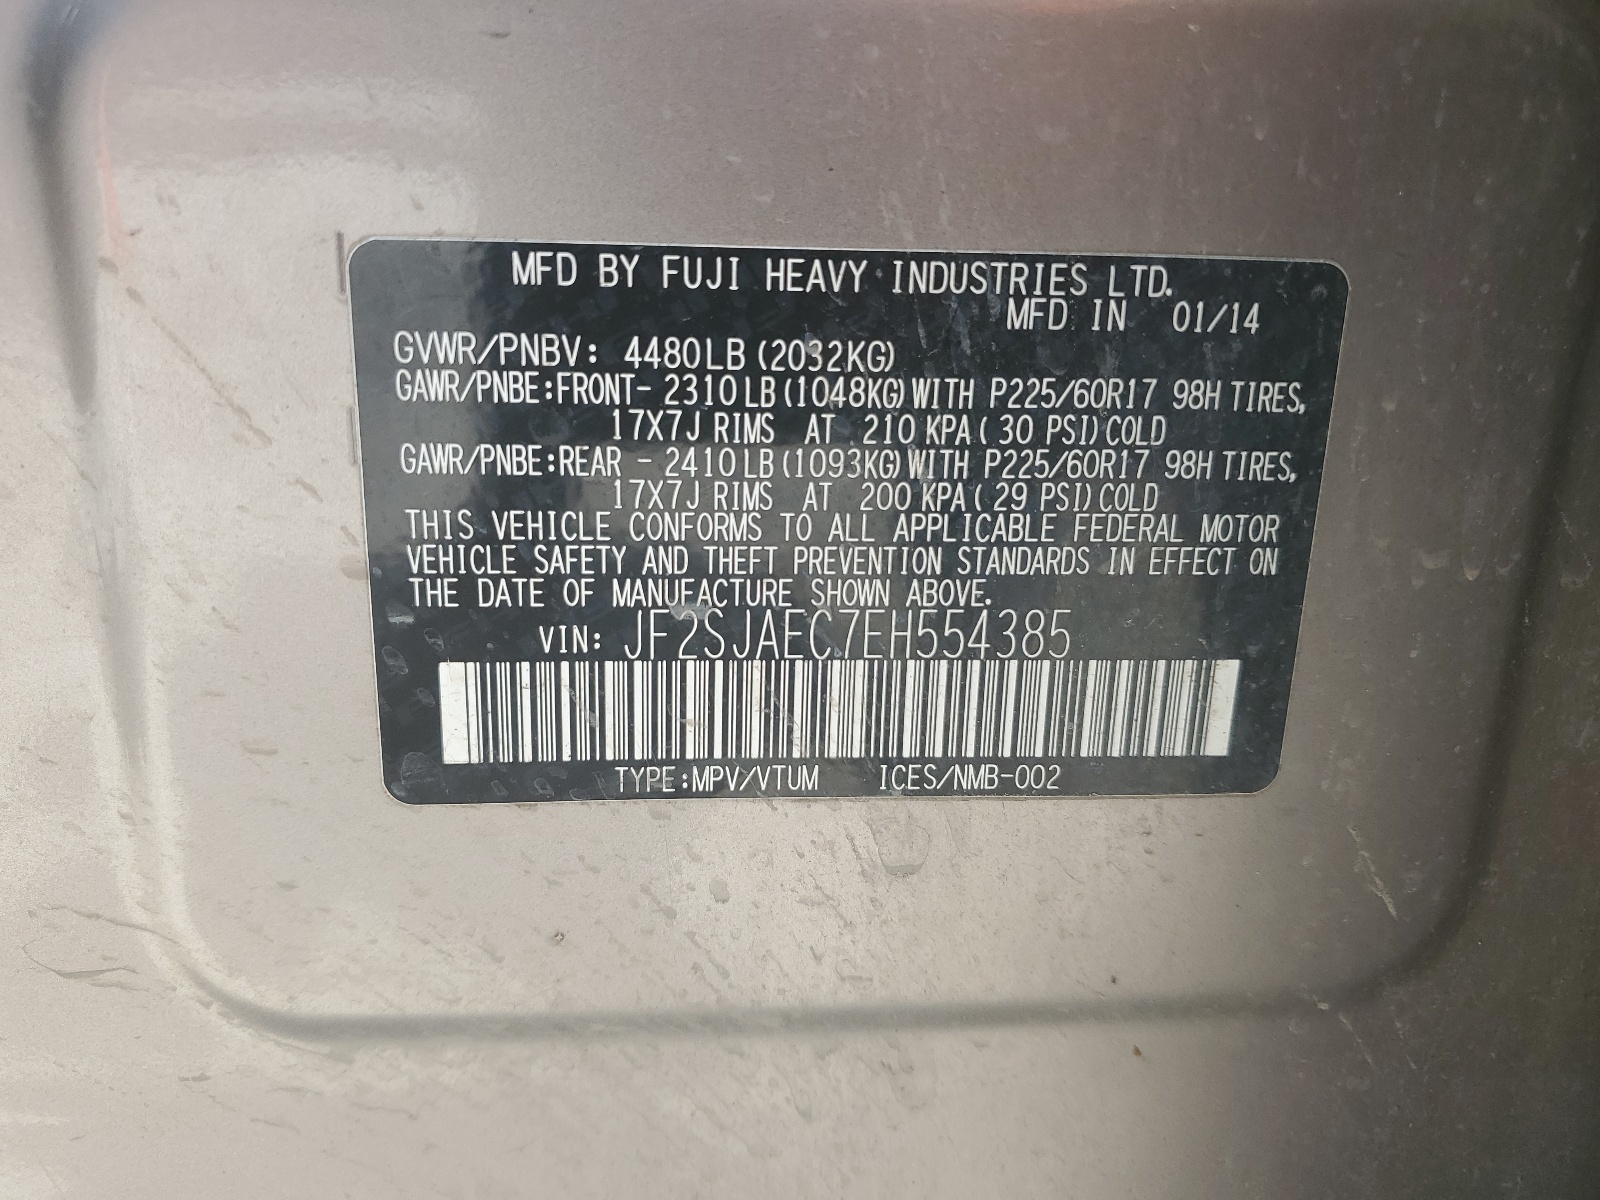 MFD BY FUJI HEAVY INDUSTRIES LTD.
MFD IN 01/14
GVWR/PNBV: 4480LB (2032KG)
GAWR/PNBE:FRONT- 2310LB (1048KG) WITH P225/60R17 98H TIRES,
17X7J RIMS AT 210 KPA ( 30 PSI) COLD
GAWR/PNBE:REAR - 2410LB (1093KG) WITH P225/60R17 98H TIRES,
17X7J RIMS AT 200 KPA ( 29 PSI) COLD
THIS VEHICLE CONFORMS TO ALL APPLICABLE FEDERAL MOTOR
VEHICLE SAFETY AND THEFT PREVENTION STANDARDS IN EFFECT ON
THE DATE OF MANUFACTURE SHOWN ABOVE.
VIN: JF2SJAEC7EH554385
TYPE:MPV/VTUM ICES/NMB-002